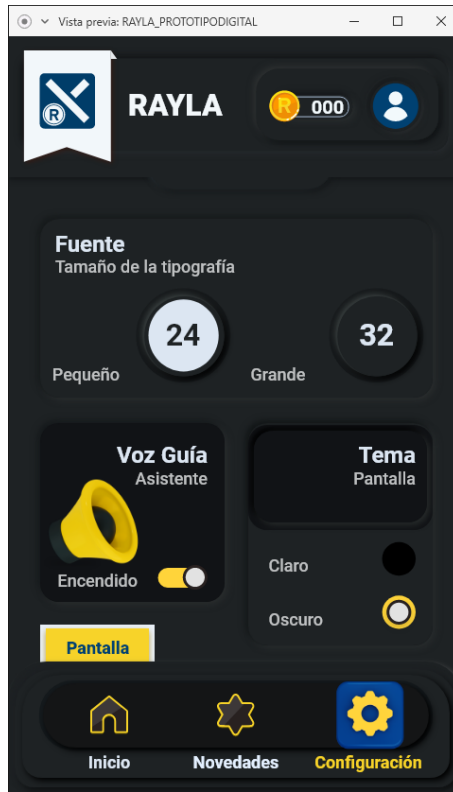 Vista previa: RAYLA_PROTOTIPODIGITAL
R
RAYLA
R 000
Fuente
Tamaño de la tipografía
24
32
Pequeño
Grande
Voz Guía
Asistente
Encendido
Tema
Pantalla
Claro
Oscuro
Pantalla
Inicio
Novedades
Configuración